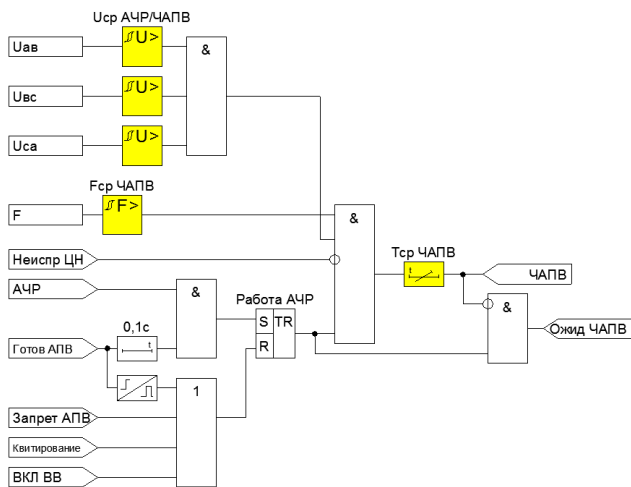 Uср АЧР/ЧАПВ
Uав
U>
&
Uвс
U>
Uса
U>
Fср ЧАПВ
F
F>
&
Неиспр ЦН
Tср ЧАПВ
t
ЧАПВ
АЧР
&
Работа АЧР
S TR
R
&
Ожид ЧАПВ
0,1с
Готов АПВ
t
1
Запрет АПВ
Квитирование
ВКЛ ВВ